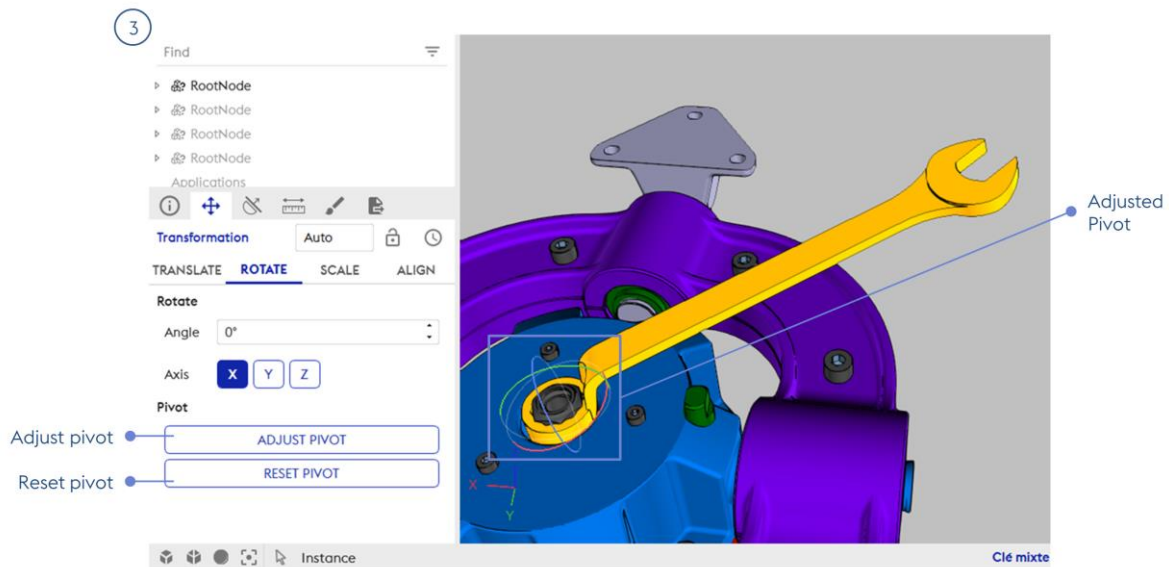 3
Find
RootNode
RootNode
RootNode
RootNode
Applications
Transformation Auto
TRANSLATE ROTATE SCALE ALIGN
Rotate
Angle 0°
Axis X Y Z
Pivot
Adjust pivot ADJUST PIVOT
Reset pivot RESET PIVOT
Adjusted
Pivot
X
Y
Instance Clé mixte